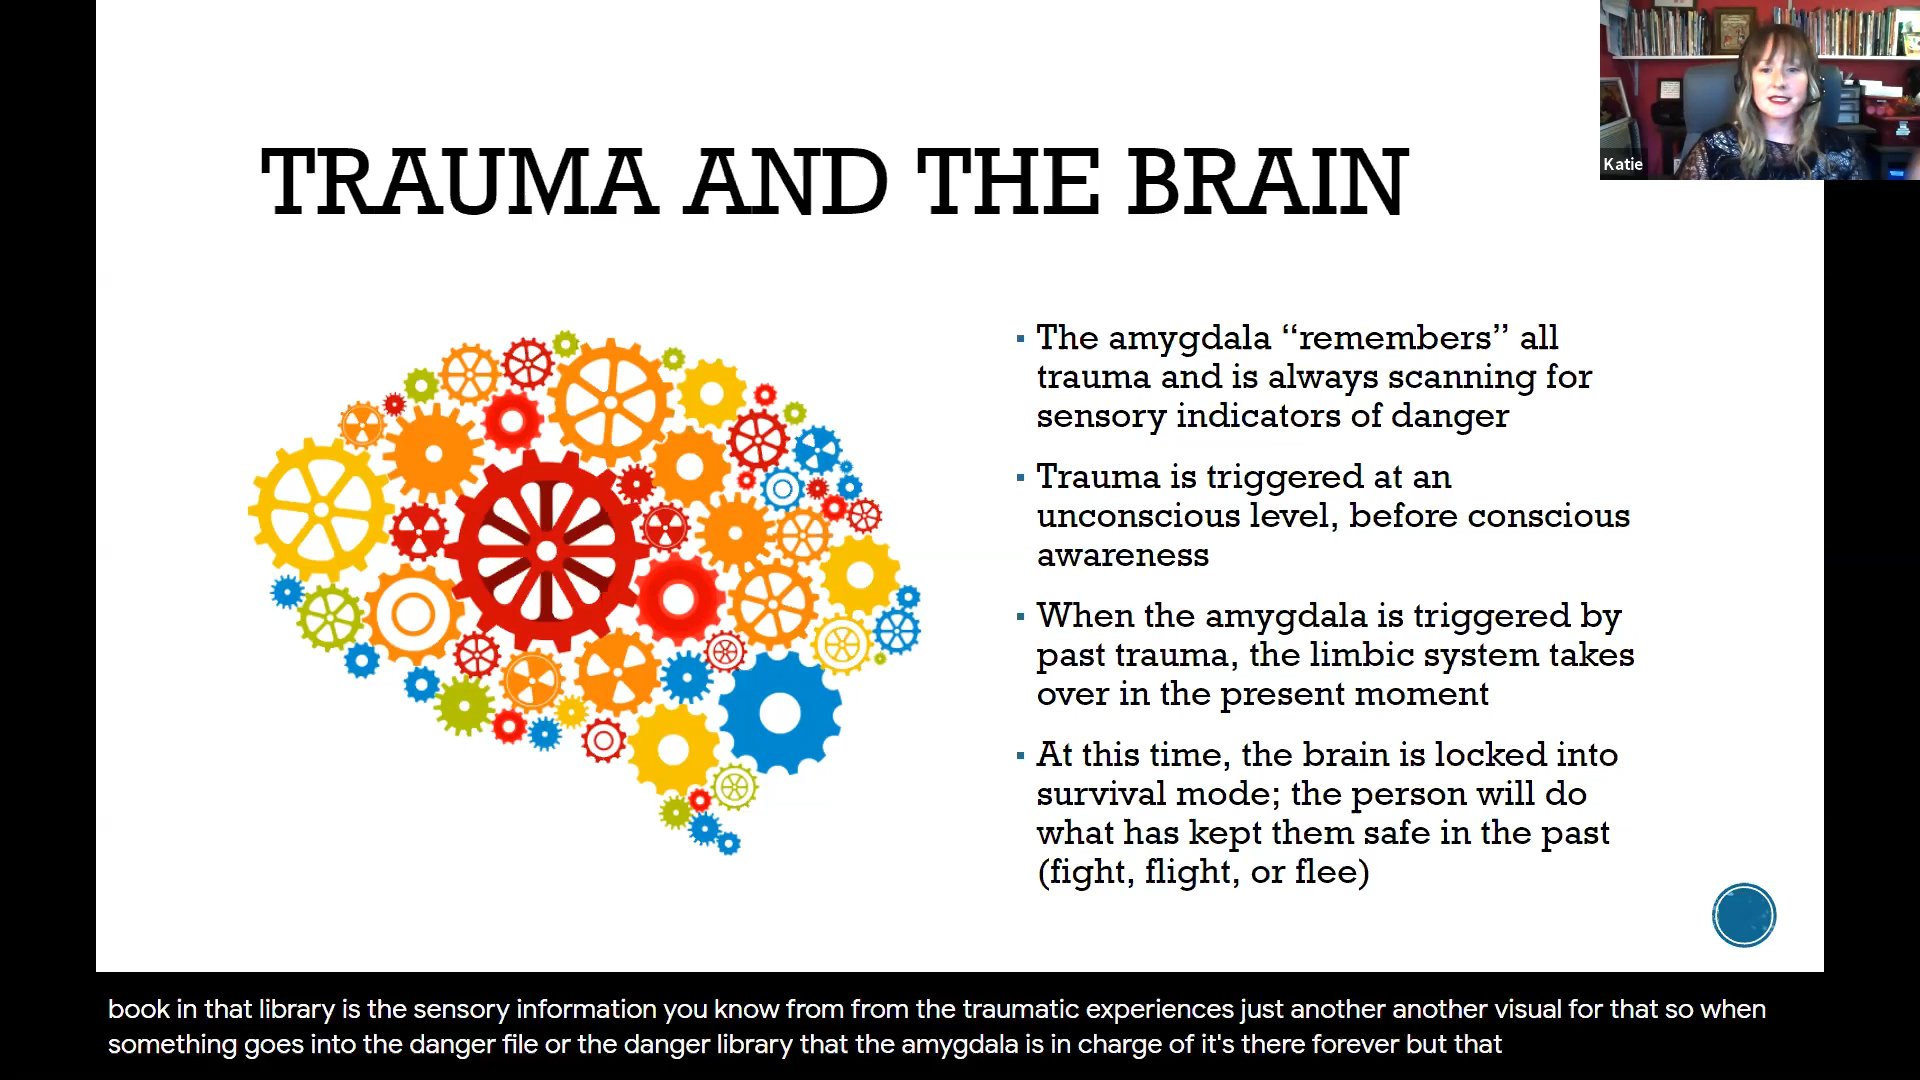 Katie
TRAUMA AND THE BRAIN
▪ The amygdala “remembers” all
trauma and is always scanning for
sensory indicators of danger
▪ Trauma is triggered at an
unconscious level, before conscious
awareness
▪ When the amygdala is triggered by
past trauma, the limbic system takes
over in the present moment
▪ At this time, the brain is locked into
survival mode; the person will do
what has kept them safe in the past
(fight, flight, or flee)
book in that library is the sensory information you know from from the traumatic experiences just another another visual for that so when
something goes into the danger file or the danger library that the amygdala is in charge of it's there forever but that